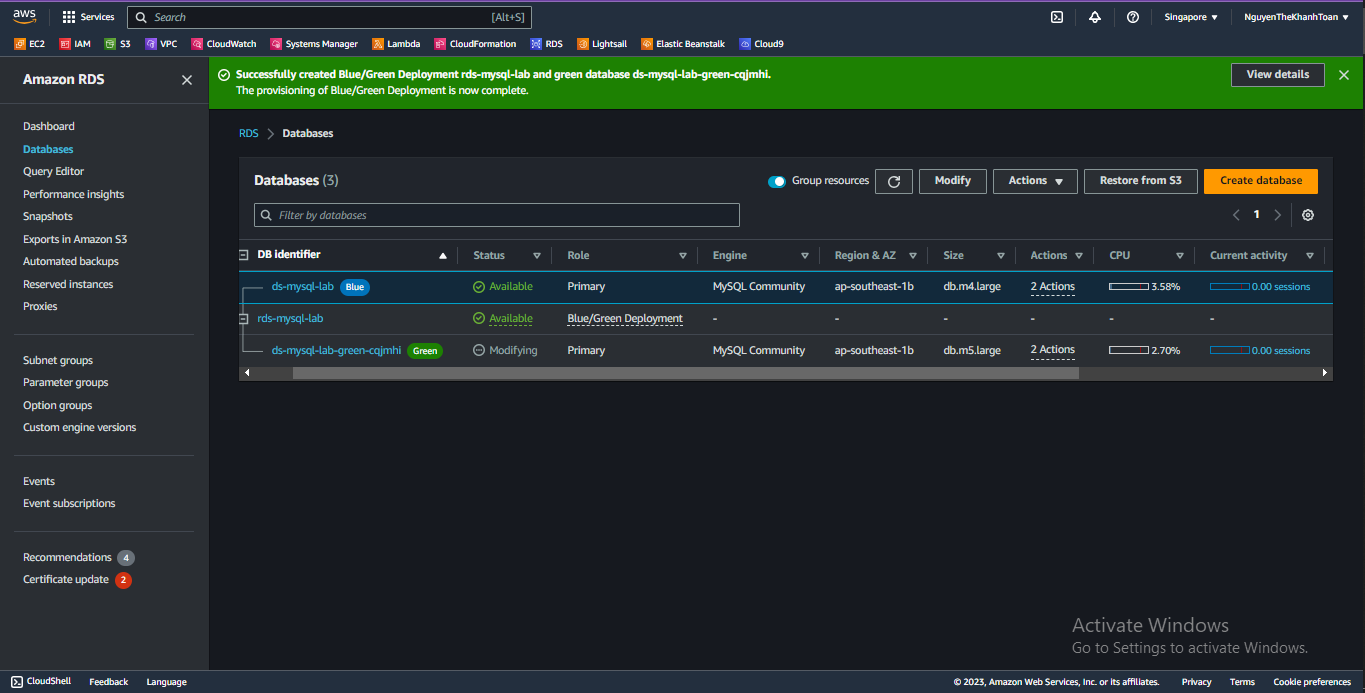 aws Services Search [Alt+S] Singapore NguyenTheKhanhToan
EC2 IAM S3 VPC CloudWatch Systems Manager Lambda CloudFormation RDS Lightsail Elastic Beanstalk Cloud9
Amazon RDS
Dashboard
Databases
Query Editor
Performance insights
Snapshots
Exports in Amazon S3
Automated backups
Reserved instances
Proxies
Subnet groups
Parameter groups
Option groups
Custom engine versions
Events
Event subscriptions
Recommendations 4
Certificate update 2
Successfully created Blue/Green Deployment rds-mysql-lab and green database ds-mysql-lab-green-cqjmhi.
The provisioning of Blue/Green Deployment is now complete.
View details
RDS Databases
Databases (3) Group resources Modify Actions Restore from S3 Create database
Filter by databases 1
DB identifier Status Role Engine Region & AZ Size Actions CPU Current activity
ds-mysql-lab Blue Available Primary MySQL Community ap-southeast-1b db.m4.large 2 Actions 3.58% 0.00 sessions
rds-mysql-lab Available Blue/Green Deployment - - - - - -
ds-mysql-lab-green-cqjmhi Green Modifying Primary MySQL Community ap-southeast-1b db.m5.large 2 Actions 2.70% 0.00 sessions
Activate Windows
Go to Settings to activate Windows.
CloudShell Feedback Language © 2023, Amazon Web Services, Inc. or its affiliates. Privacy Terms Cookie preferences